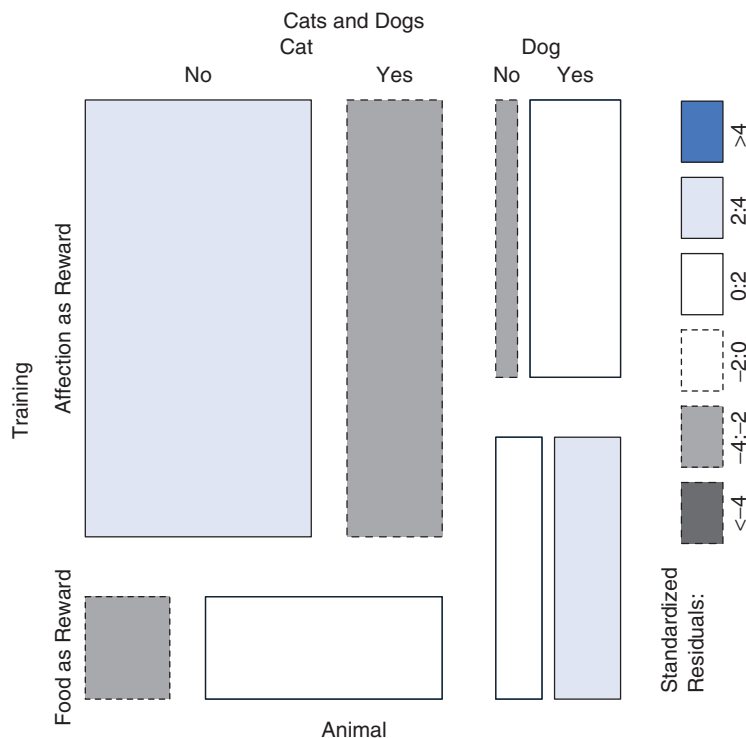 Cats and Dogs
Cat Dog
No Yes No Yes
Training
Affection as Reward
Food as Reward
Animal
Standardized
Residuals:
<−4
−4:−2
−2:0
0:2
2:4
>4